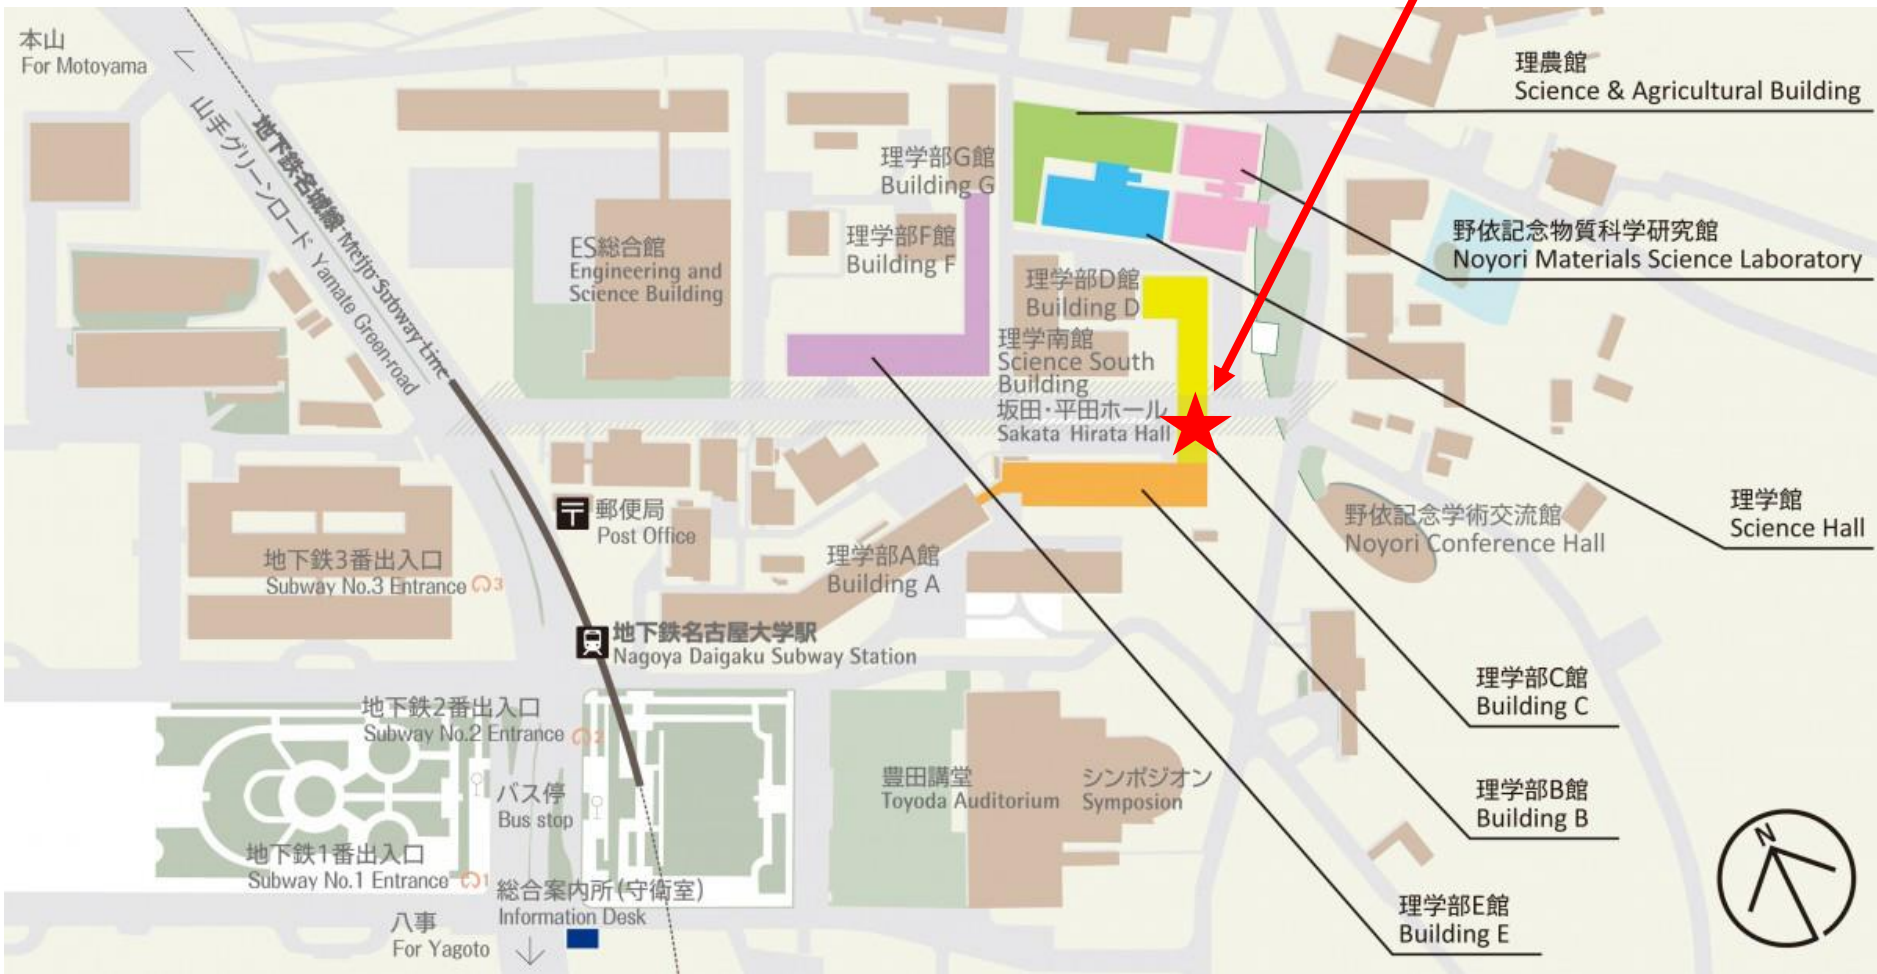 本山
For Motoyama
山手グリーンロード Yamate Green-road
地下鉄名城線 Meijo Subway Line
理農館
Science & Agricultural Building
理学部G館
Building G
ES総合館
Engineering and
Science Building
理学部F館
Building F
野依記念物質科学研究館
Noyori Materials Science Laboratory
理学部D館
Building D
理学南館
Science South
Building
坂田・平田ホール
Sakata Hirata Hall
理学館
Science Hall
〒
郵便局
Post Office
野依記念学術交流館
Noyori Conference Hall
地下鉄3番出入口
Subway No.3 Entrance 3
理学部A館
Building A
地下鉄名古屋大学駅
Nagoya Daigaku Subway Station
理学部C館
Building C
地下鉄2番出入口
Subway No.2 Entrance 2
バス停
Bus stop
豊田講堂
Toyoda Auditorium
シンポジオン
Symposion
理学部B館
Building B
地下鉄1番出入口
Subway No.1 Entrance 1
総合案内所(守衛室)
Information Desk
八事
For Yagoto
理学部E館
Building E
N